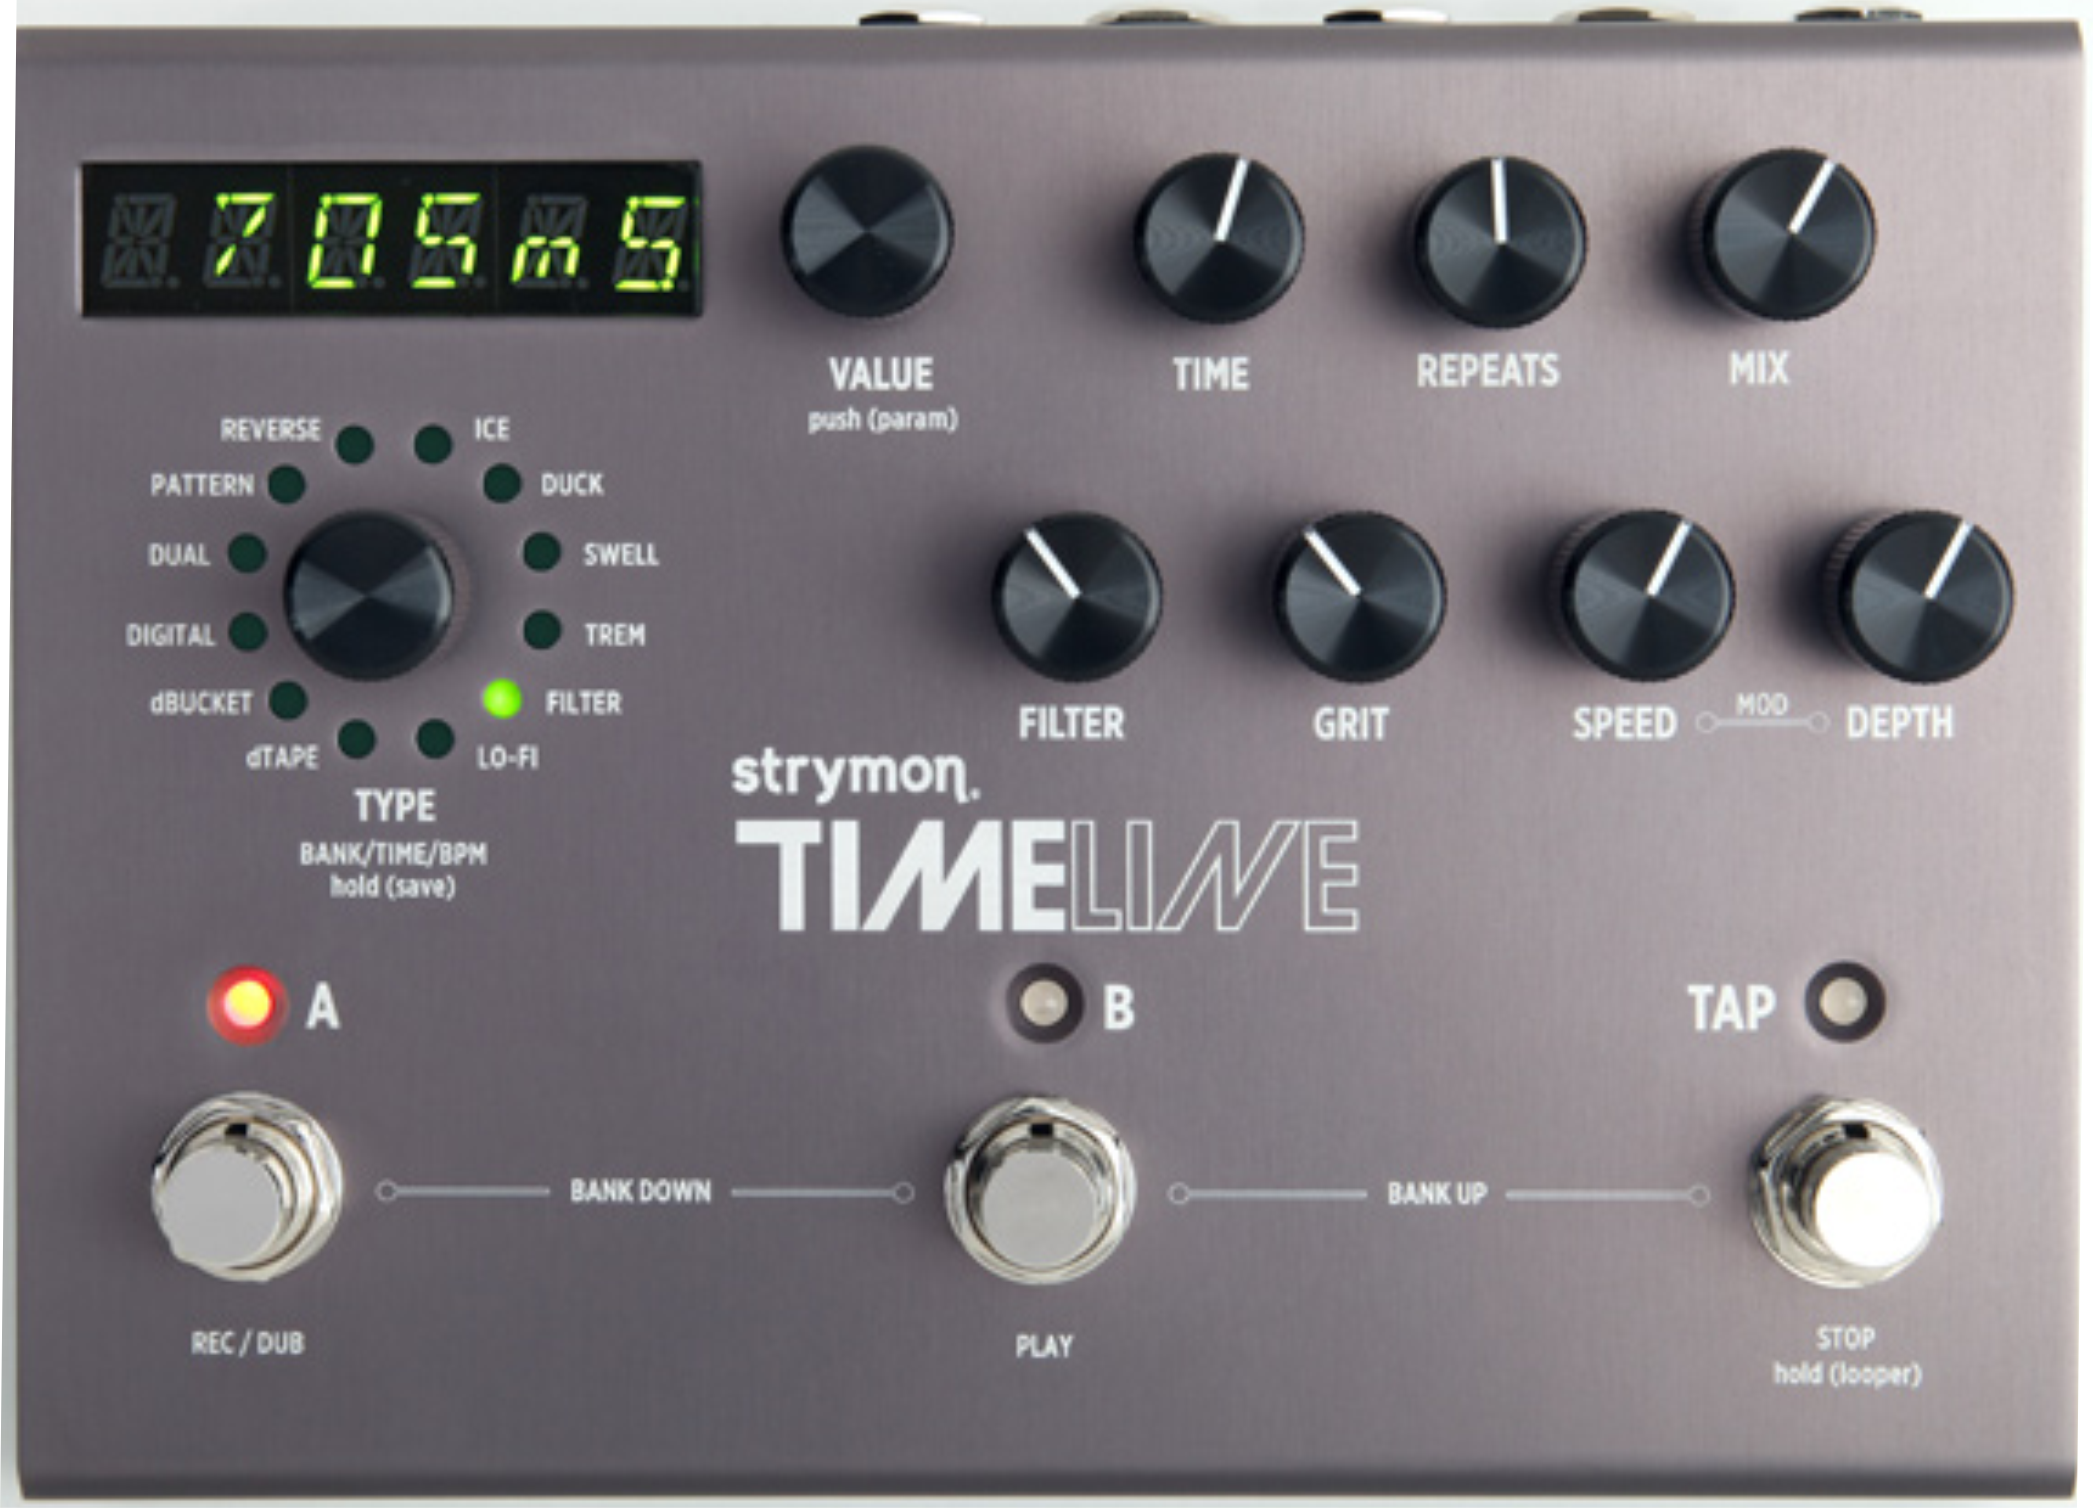 705mS
VALUE
push (param)
TIME
REPEATS
MIX
REVERSE
ICE
PATTERN
DUCK
DUAL
SWELL
DIGITAL
TREM
dBUCKET
FILTER
dTAPE
LO-FI
TYPE
BANK/TIME/BPM
hold (save)
FILTER
GRIT
SPEED
MOD
DEPTH
strymon.
TIMELINE
A
B
TAP
BANK DOWN
BANK UP
REC / DUB
PLAY
STOP
hold (looper)